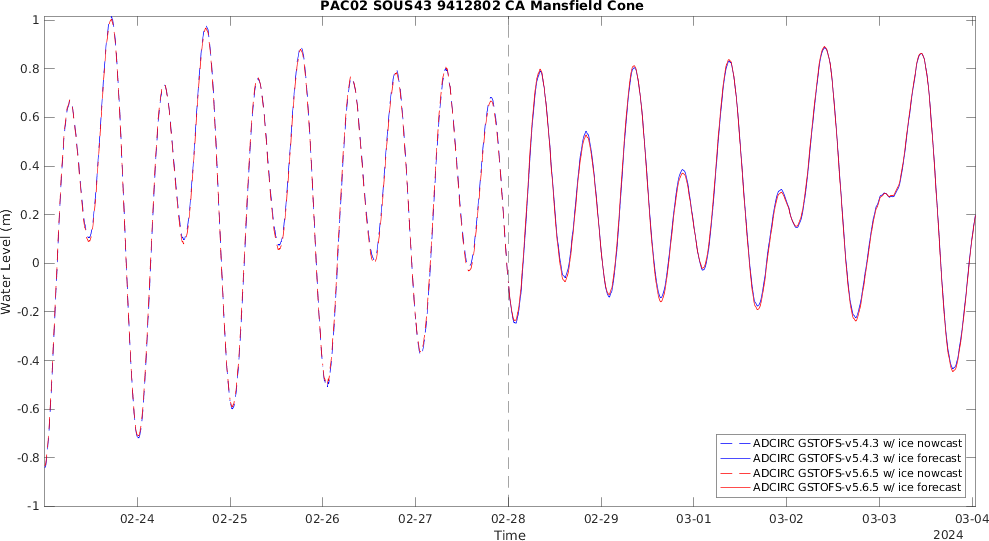 PAC02 SOUS43 9412802 CA Mansfield Cone
Water Level (m)
1
0.8
0.6
0.4
0.2
0
-0.2
-0.4
-0.6
-0.8
-1
ADCIRC GSTOFS-v5.4.3 w/ ice nowcast
ADCIRC GSTOFS-v5.4.3 w/ ice forecast
ADCIRC GSTOFS-v5.6.5 w/ ice nowcast
ADCIRC GSTOFS-v5.6.5 w/ ice forecast
02-24 02-25 02-26 02-27 02-28 02-29 03-01 03-02 03-03 03-04
Time
2024